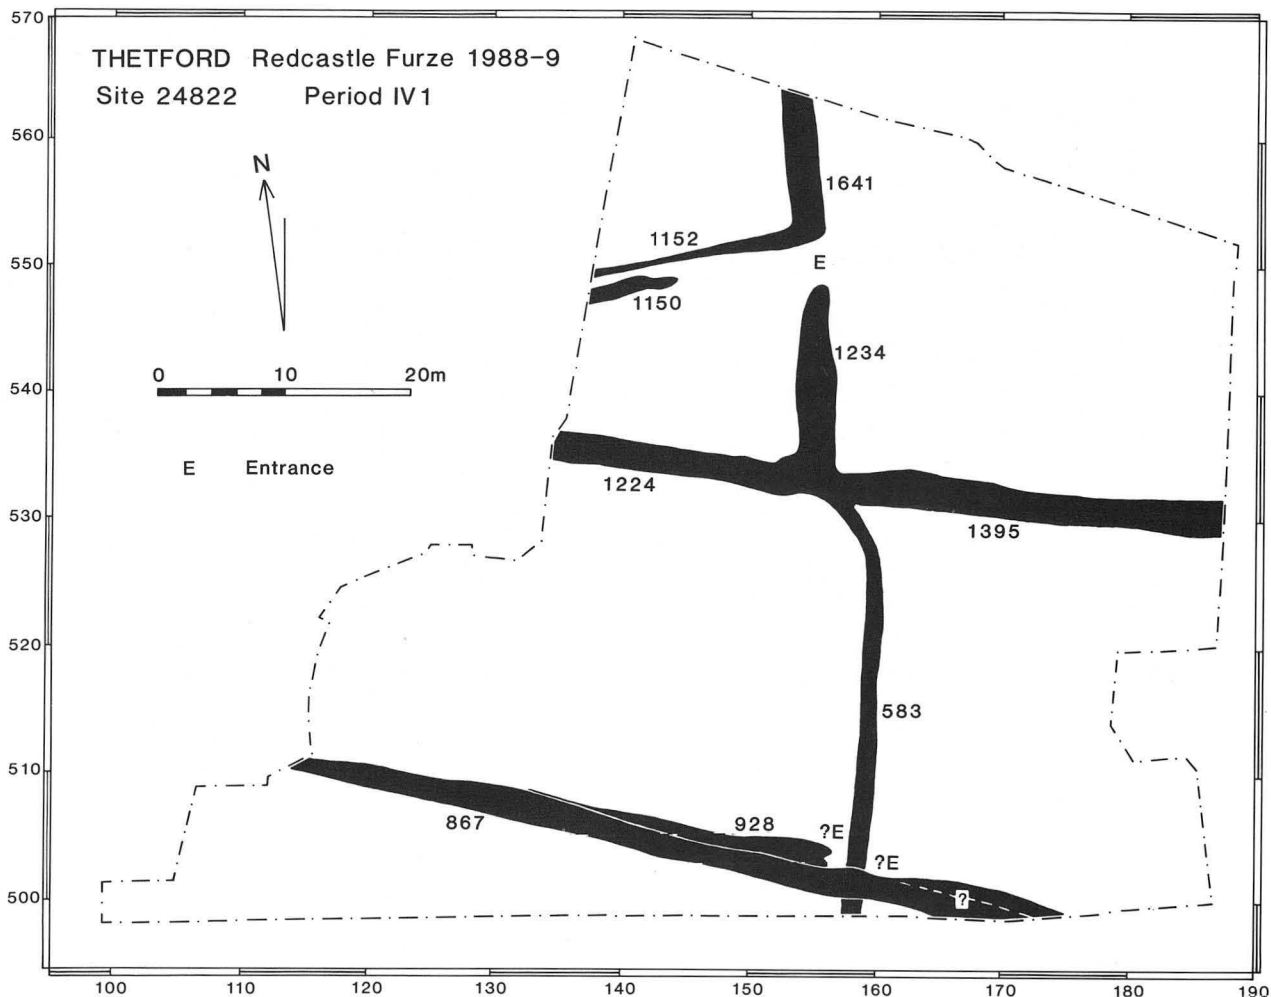 THETFORD Redcastle Furze 1988-9
Site 24822 Period IV1
570
560
550
540
530
520
510
500
N
0 10 20m
E Entrance
1641
1152
E
1150
1234
1224
1395
583
867
928
?E
?E
?
100 110 120 130 140 150 160 170 180 190